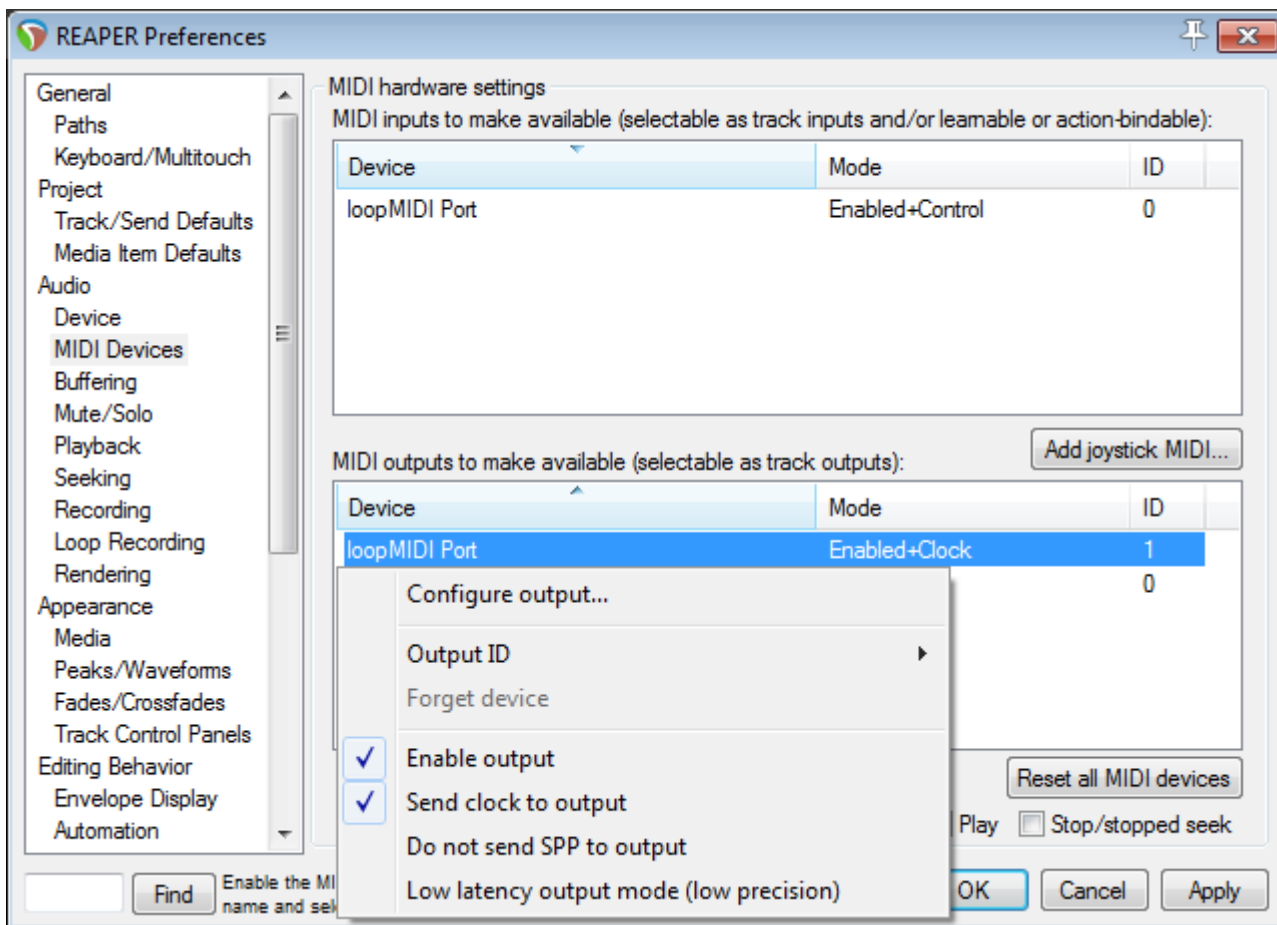 REAPER Preferences
General
Paths
Keyboard/Multitouch
Project
Track/Send Defaults
Media Item Defaults
Audio
Device
MIDI Devices
Buffering
Mute/Solo
Playback
Seeking
Recording
Loop Recording
Rendering
Appearance
Media
Peaks/Waveforms
Fades/Crossfades
Track Control Panels
Editing Behavior
Envelope Display
Automation
MIDI hardware settings
MIDI inputs to make available (selectable as track inputs and/or learnable or action-bindable):
Device Mode ID
loopMIDI Port Enabled+Control 0
Add joystick MIDI...
MIDI outputs to make available (selectable as track outputs):
Device Mode ID
loopMIDI Port Enabled+Clock 1
0
Configure output...
Output ID
Forget device
Enable output
Send clock to output
Do not send SPP to output
Low latency output mode (low precision)
Reset all MIDI devices
Play Stop/stopped seek
Find
Enable the MI
name and sel
OK Cancel Apply